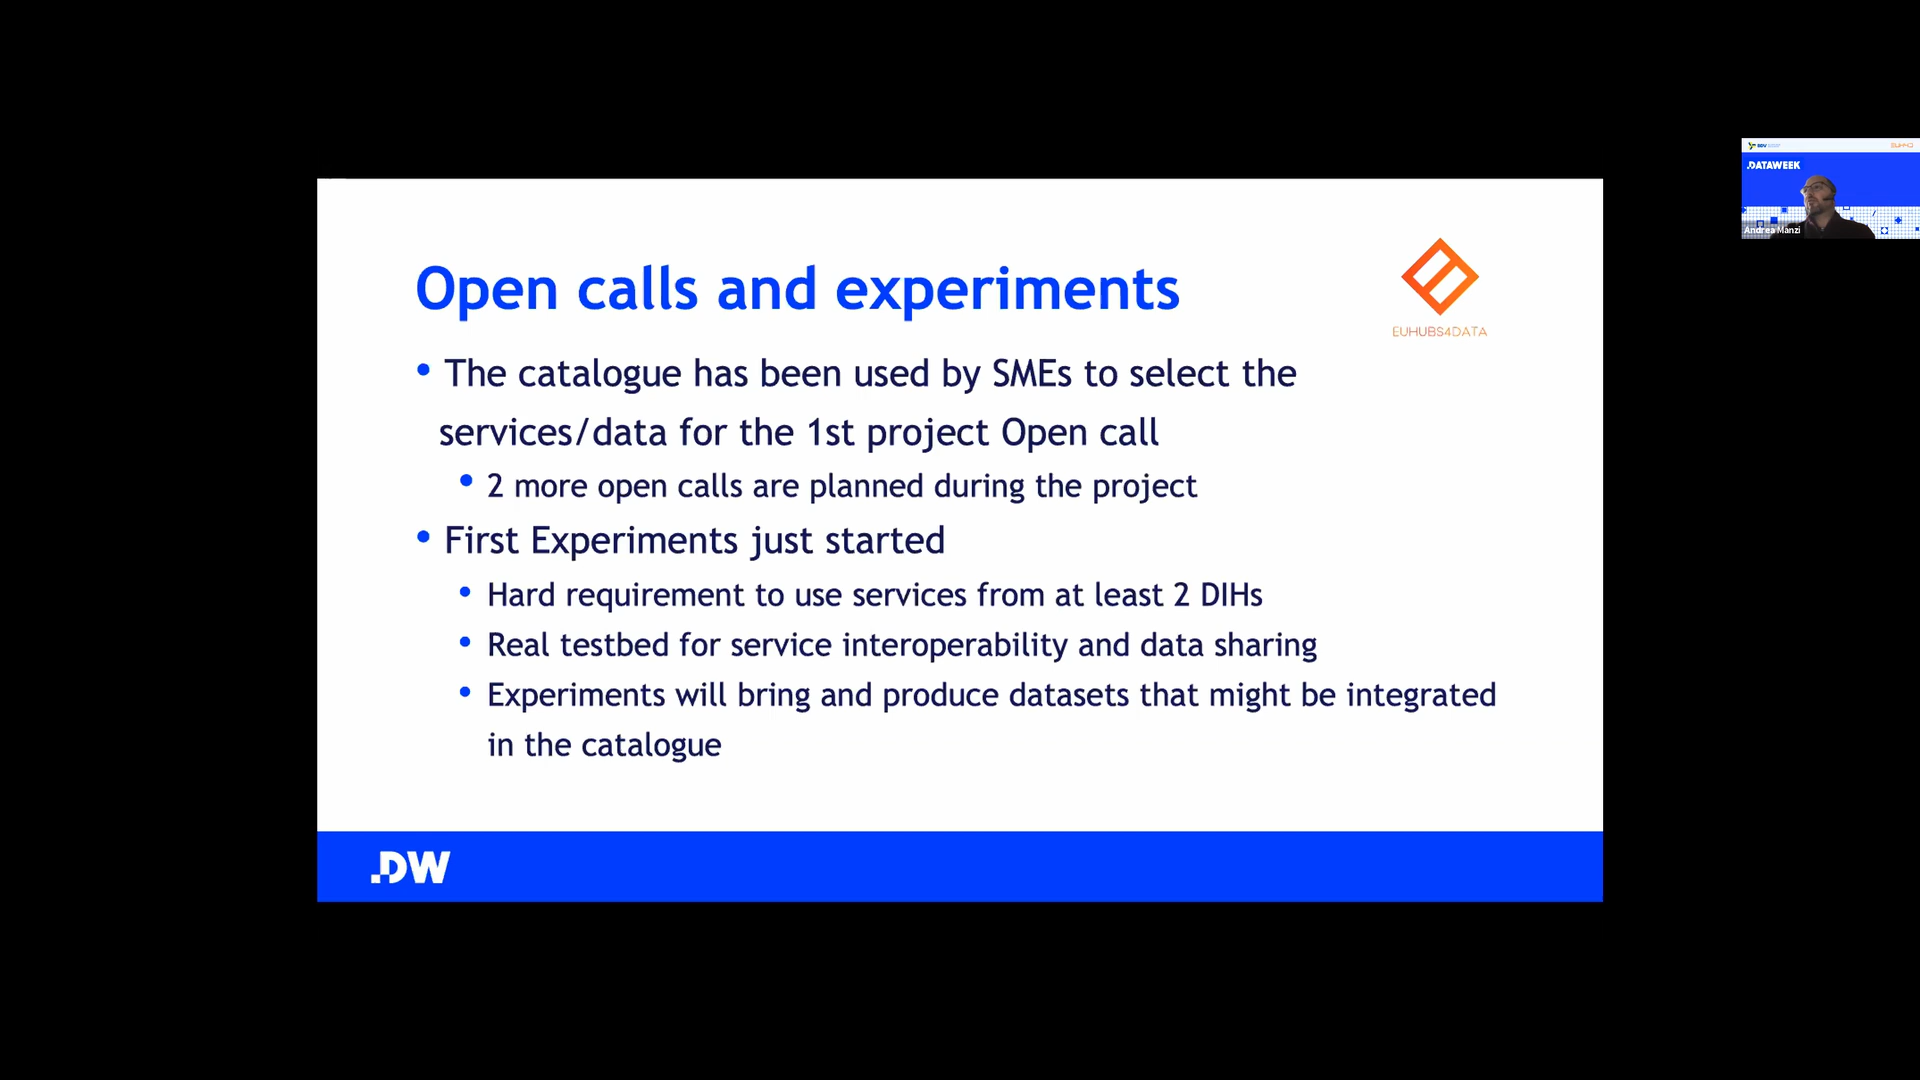 Open calls and experiments
EUHUBS4DATA
• The catalogue has been used by SMEs to select the
services/data for the 1st project Open call
• 2 more open calls are planned during the project
• First Experiments just started
• Hard requirement to use services from at least 2 DIHs
• Real testbed for service interoperability and data sharing
• Experiments will bring and produce datasets that might be integrated
in the catalogue
.DW
BDV
.DATAWEEK
Andrea Manzi